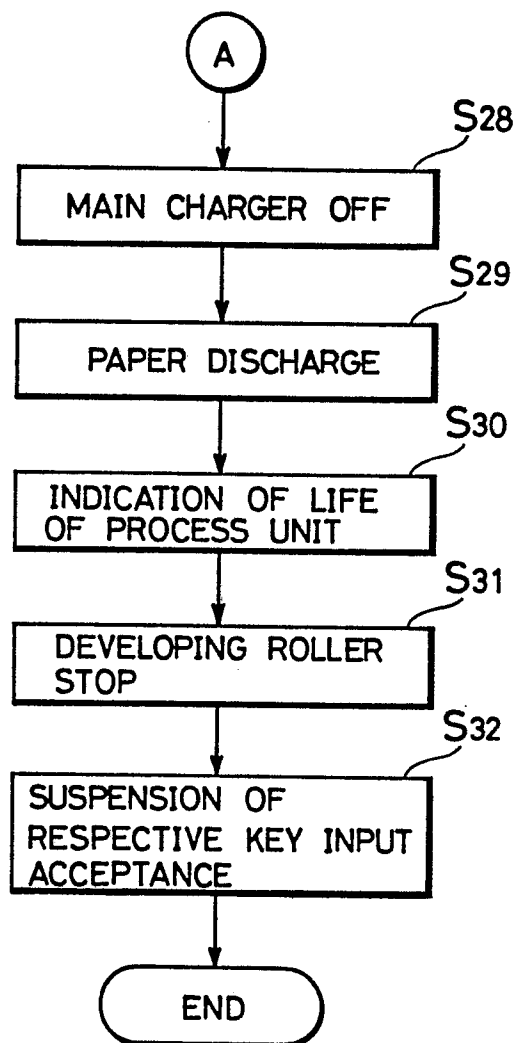 A
S28
MAIN CHARGER OFF
S29
PAPER DISCHARGE
S30
INDICATION OF LIFE
OF PROCESS UNIT
S31
DEVELOPING ROLLER
STOP
S32
SUSPENSION OF
RESPECTIVE KEY INPUT
ACCEPTANCE
END